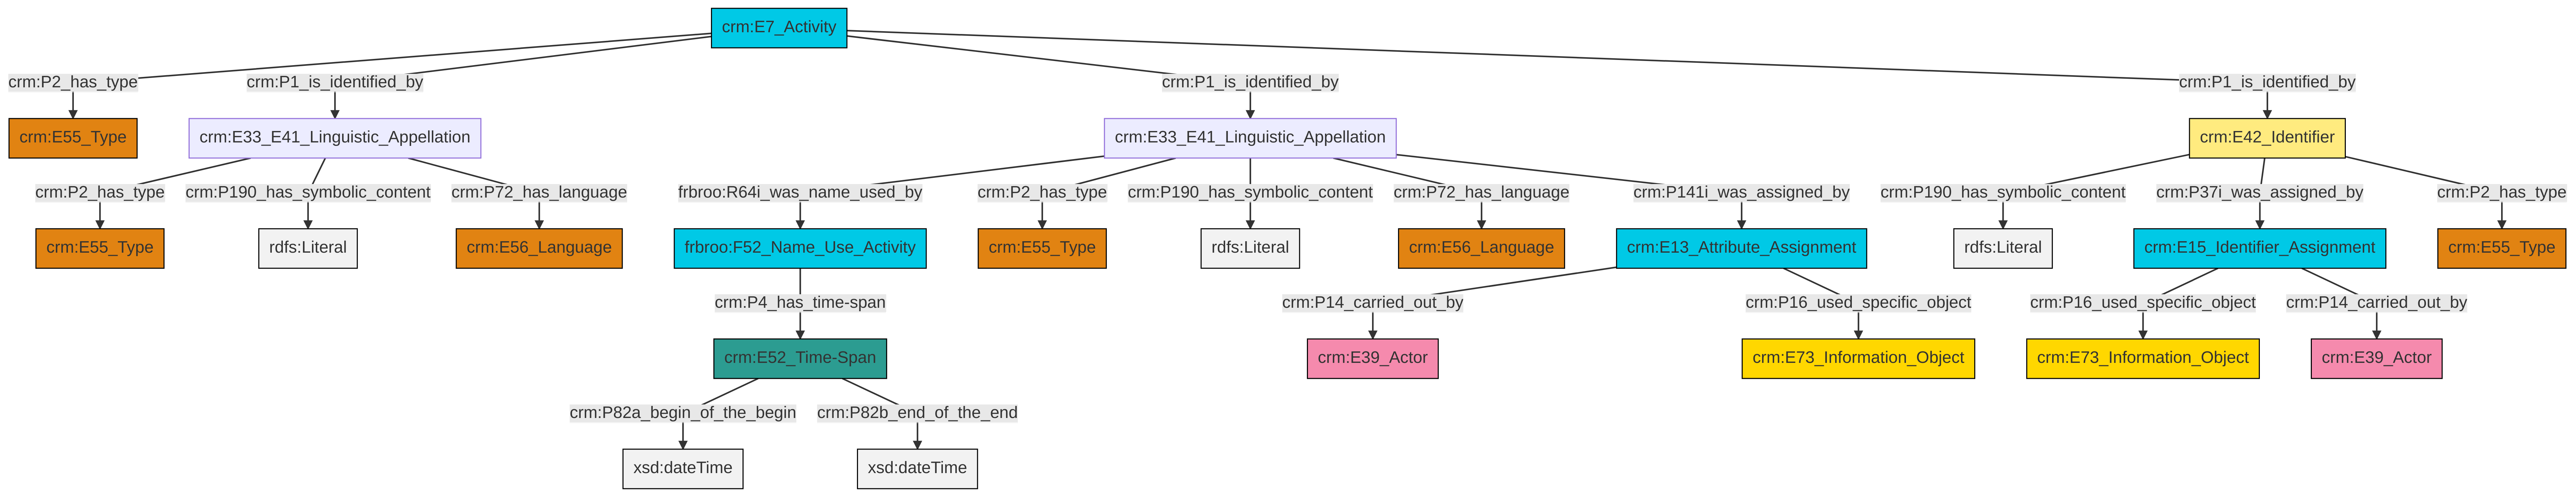 crm:E7_Activity
crm:P2_has_type
crm:P1_is_identified_by
crm:P1_is_identified_by
crm:P1_is_identified_by
crm:E55_Type
crm:E33_E41_Linguistic_Appellation
crm:E33_E41_Linguistic_Appellation
crm:E42_Identifier
crm:P2_has_type
crm:P190_has_symbolic_content
crm:P72_has_language
frbroo:R64i_was_name_used_by
crm:P2_has_type
crm:P190_has_symbolic_content
crm:P72_has_language
crm:P141i_was_assigned_by
crm:P190_has_symbolic_content
crm:P37i_was_assigned_by
crm:P2_has_type
crm:E55_Type
rdfs:Literal
crm:E56_Language
frbroo:F52_Name_Use_Activity
crm:E55_Type
rdfs:Literal
crm:E56_Language
crm:E13_Attribute_Assignment
rdfs:Literal
crm:E15_Identifier_Assignment
crm:E55_Type
crm:P4_has_time-span
crm:P14_carried_out_by
crm:P16_used_specific_object
crm:P16_used_specific_object
crm:P14_carried_out_by
crm:E52_Time-Span
crm:E39_Actor
crm:E73_Information_Object
crm:E73_Information_Object
crm:E39_Actor
crm:P82a_begin_of_the_begin
crm:P82b_end_of_the_end
xsd:dateTime
xsd:dateTime